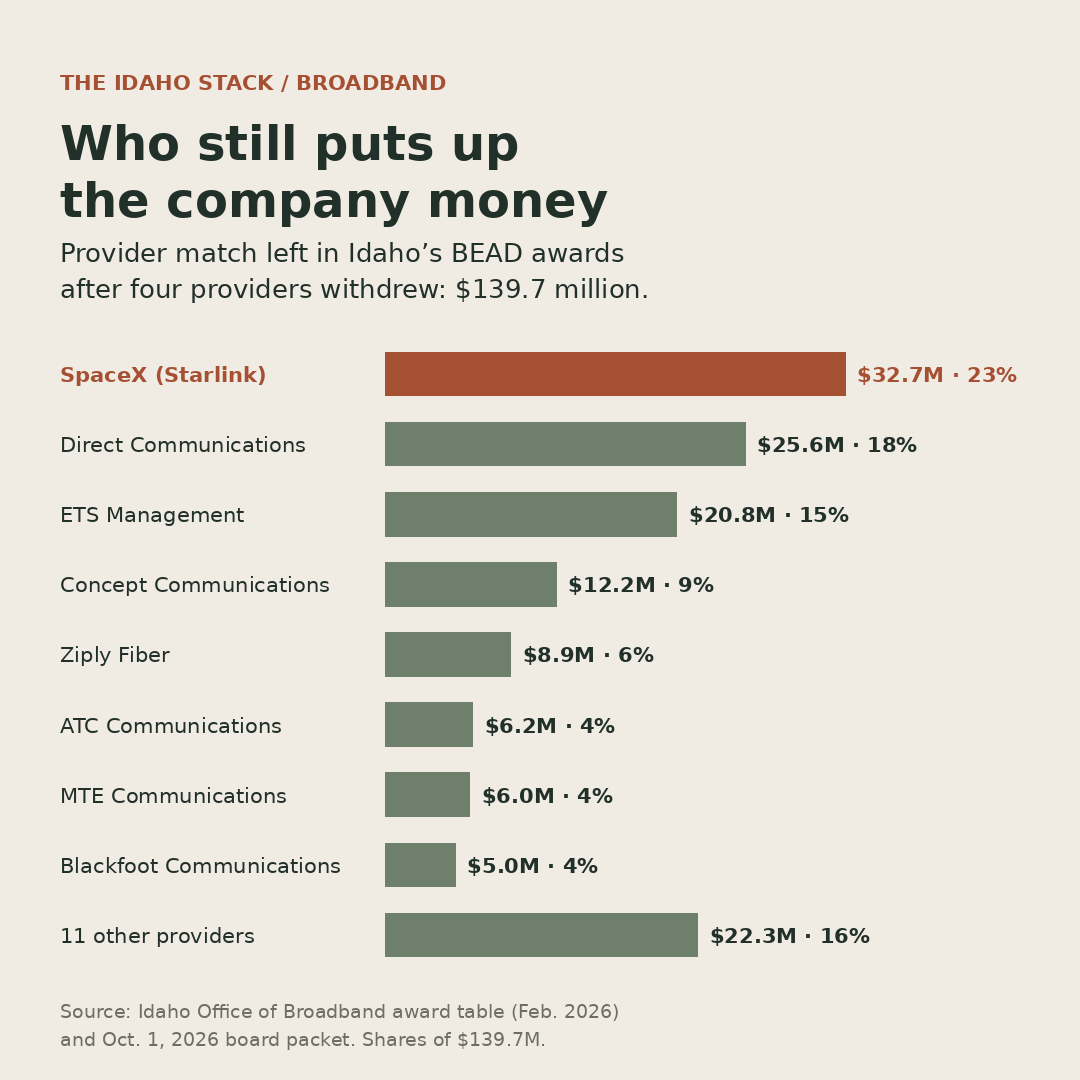 THE IDAHO STACK / BROADBAND
Who still puts up
the company money
Provider match left in Idaho’s BEAD awards
after four providers withdrew: $139.7 million.
SpaceX (Starlink) $32.7M · 23%
Direct Communications $25.6M · 18%
ETS Management $20.8M · 15%
Concept Communications $12.2M · 9%
Ziply Fiber $8.9M · 6%
ATC Communications $6.2M · 4%
MTE Communications $6.0M · 4%
Blackfoot Communications $5.0M · 4%
11 other providers $22.3M · 16%
Source: Idaho Office of Broadband award table (Feb. 2026)
and Oct. 1, 2026 board packet. Shares of $139.7M.